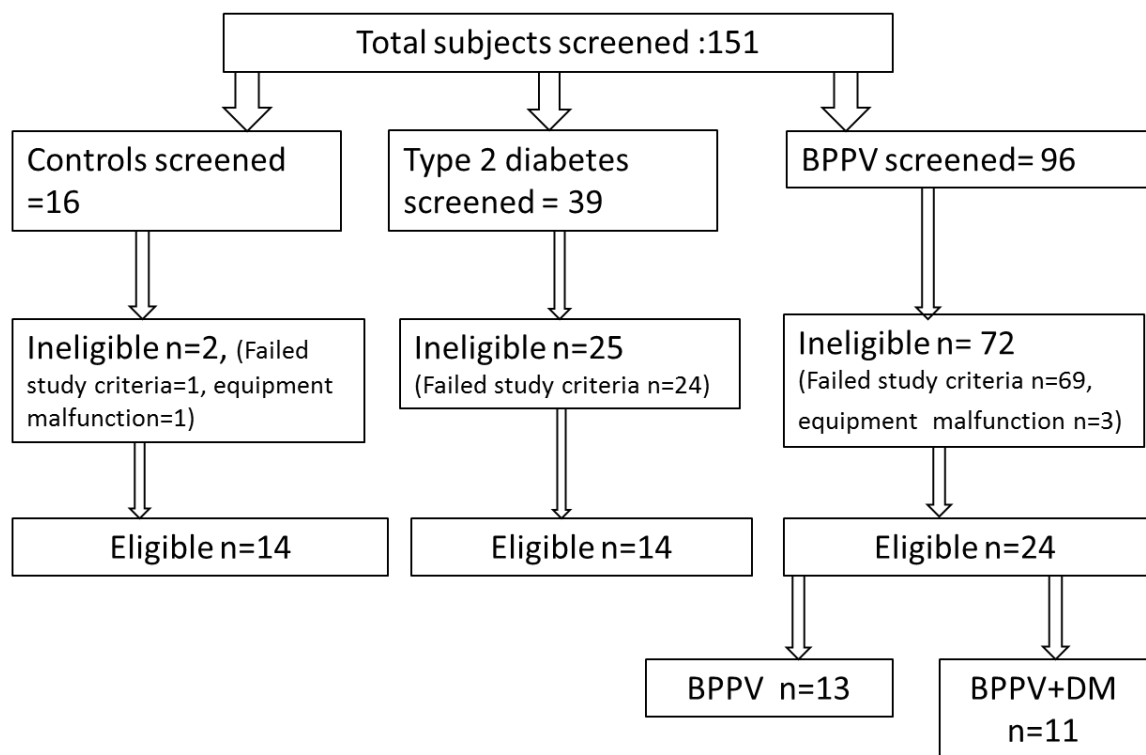 Total subjects screened :151
Controls screened
=16
Type 2 diabetes
screened = 39
BPPV screened= 96
Ineligible n=2, (Failed
study criteria=1, equipment
malfunction=1)
Ineligible n=25
(Failed study criteria n=24)
Ineligible n= 72
(Failed study criteria n=69,
equipment malfunction n=3)
Eligible n=14
Eligible n=14
Eligible n=24
BPPV n=13
BPPV+DM
n=11